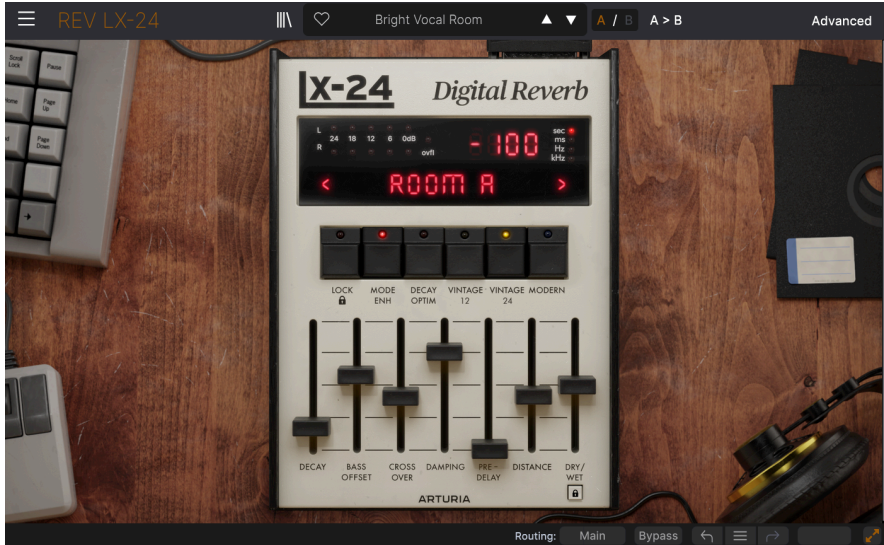 REV LX-24
Bright Vocal Room
A / B A > B
Advanced
Scroll Lock
Pause
Home
Page Up
Page Down
LX-24 Digital Reverb
L
R
24 18 12 6 0dB
ovfl
-100
sec
ms
Hz
kHz
< ROOM A >
LOCK
MODE ENH
DECAY OPTIM
VINTAGE 12
VINTAGE 24
MODERN
DECAY
BASS OFFSET
CROSS OVER
DAMPING
PRE-DELAY
DISTANCE
DRY/WET
ARTURIA
Routing: Main Bypass